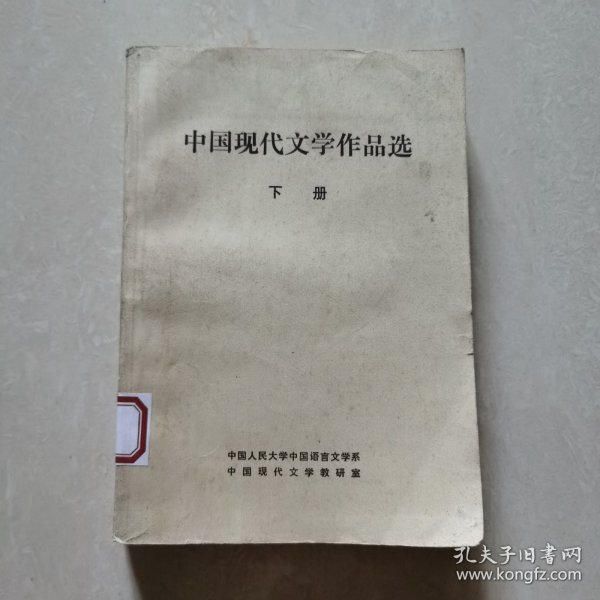 中国现代文学作品选
下 册
中国人民大学中国语言文学系
中国现代文学教研室
孔夫子旧书网
www.kongfz.com